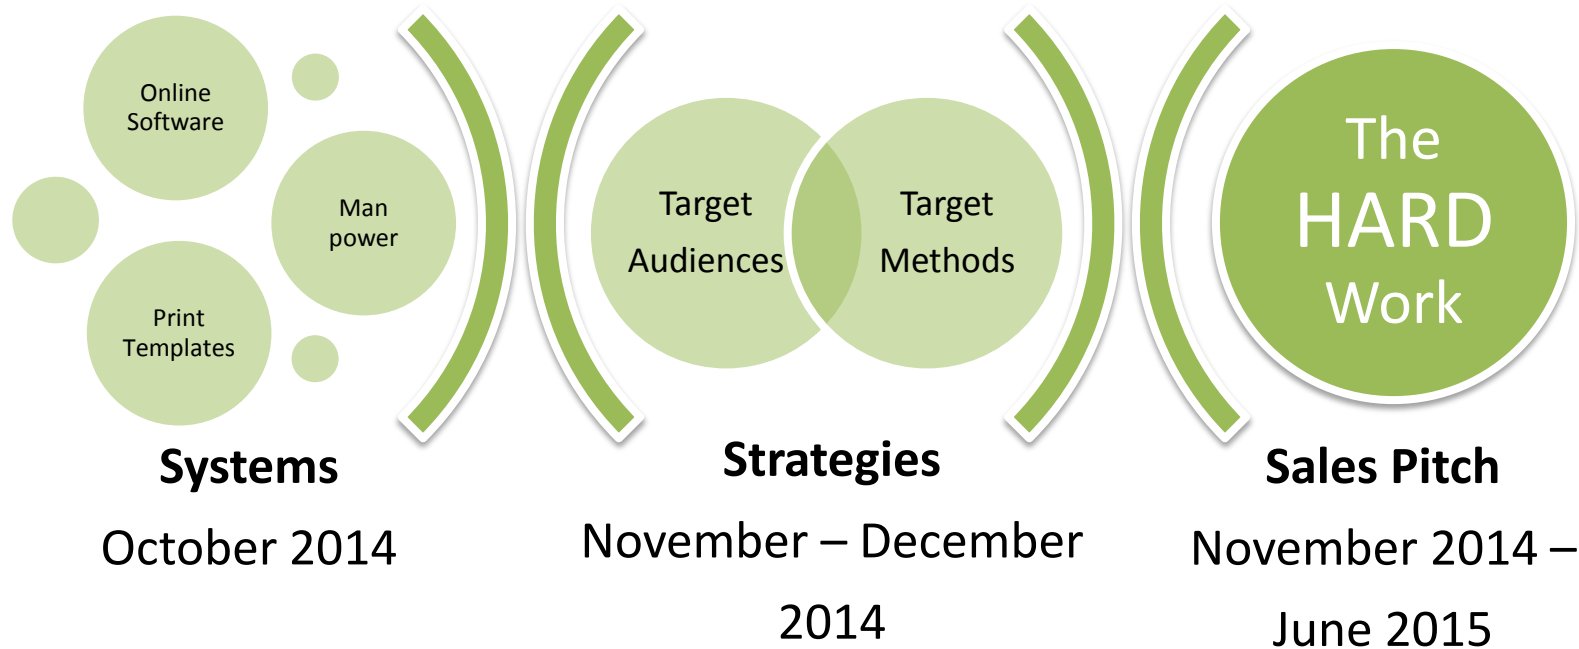 Online
Software
Man
power
Print
Templates
Systems
October 2014
Target
Audiences
Target
Methods
Strategies
November – December
2014
The
HARD
Work
Sales Pitch
November 2014 –
June 2015